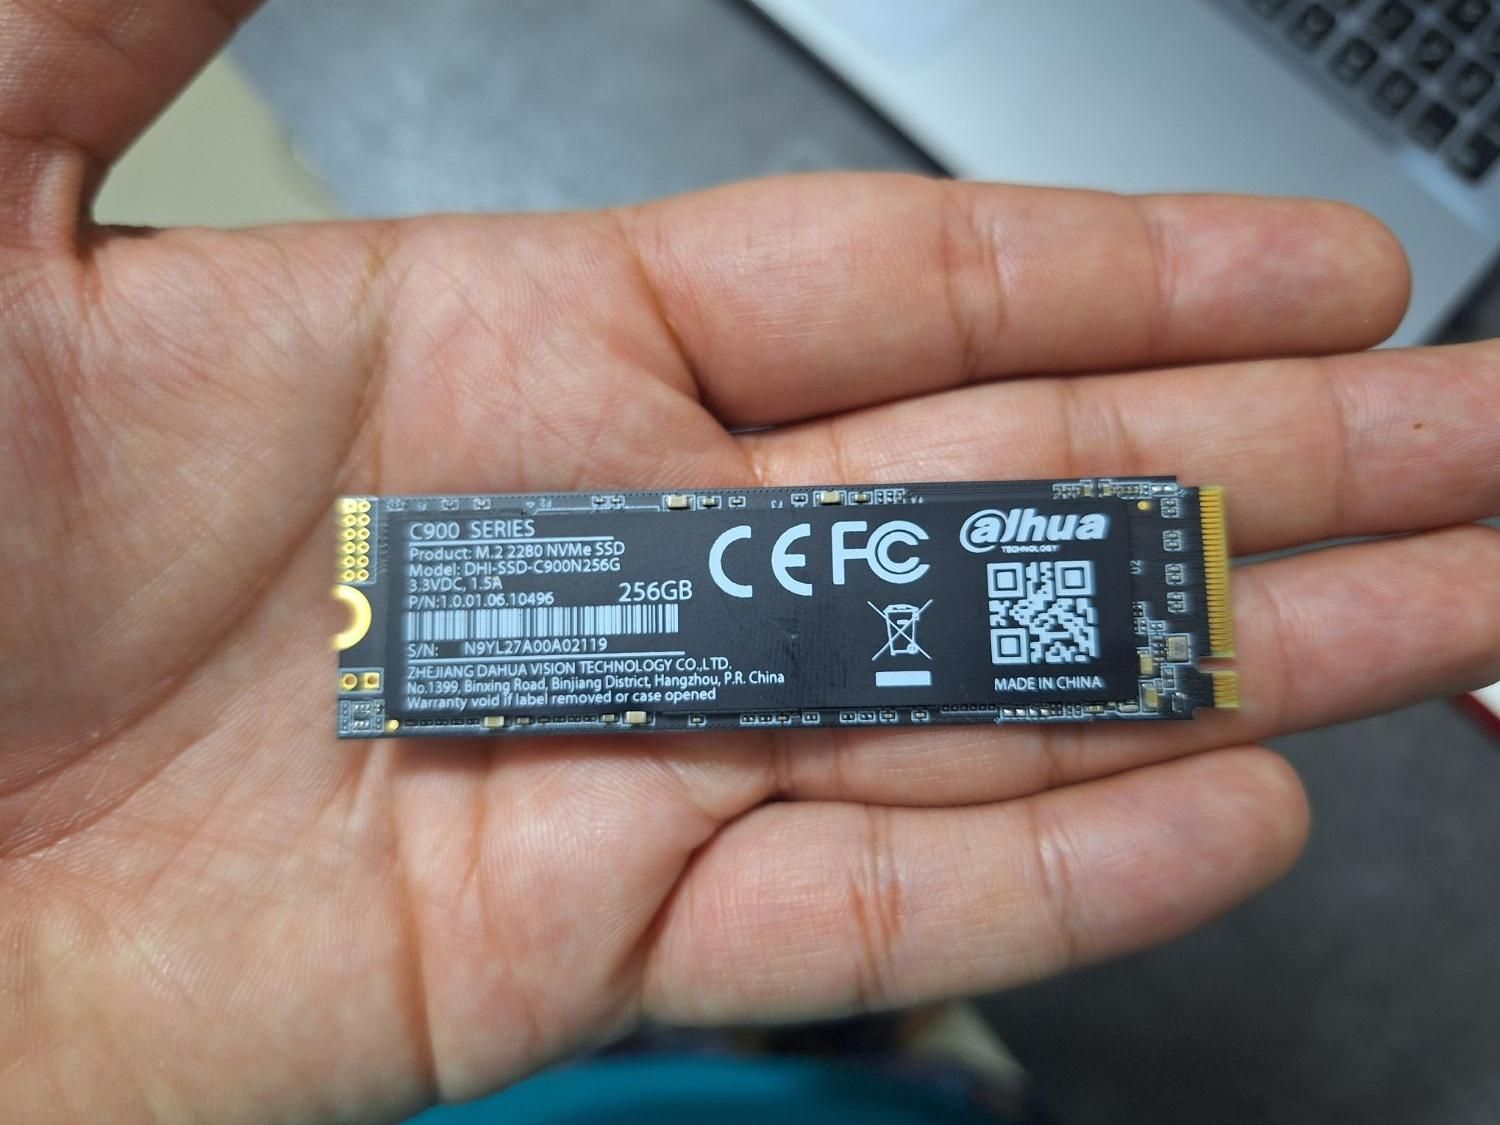 C900 SERIES
Product: M.2 2280 NVMe SSD
Model: DHI-SSD-C900N256G
3.3VDC, 1.5A
P/N:1.0.01.06.10496
256GB
S/N: N9YL27A00A02119
ZHEJIANG DAHUA VISION TECHNOLOGY CO.,LTD.
No.1399, Binxing Road, Binjiang District, Hangzhou, P.R. China
Warranty void if label removed or case opened
CE FC
alhua
TECHNOLOGY
MADE IN CHINA
U2